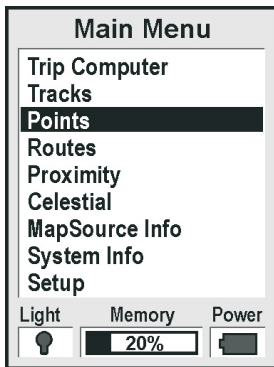 Main Menu
Trip Computer
Tracks
Points
Routes
Proximity
Celestial
MapSource Info
System Info
Setup
Light Memory Power
20%